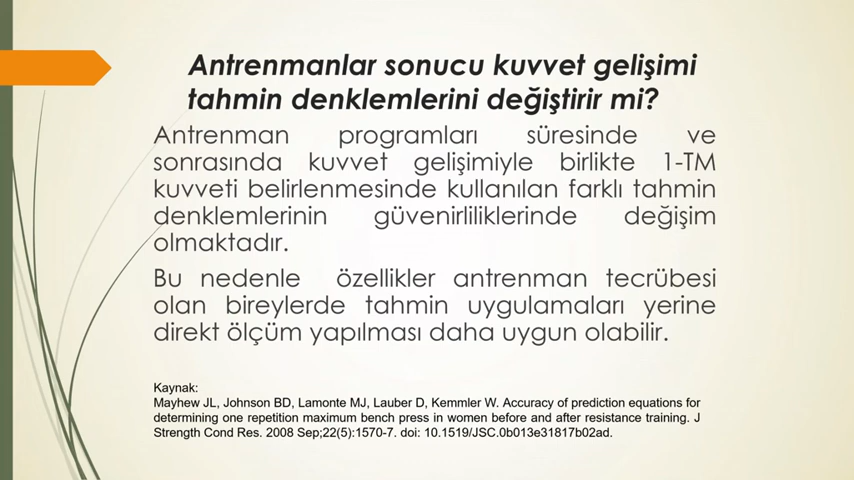 Antrenmanlar sonucu kuvvet gelişimi
tahmin denklemlerini değiştirir mi?
Antrenman programları süresinde ve
sonrasında kuvvet gelişimiyle birlikte 1-TM
kuvveti belirlenmesinde kullanılan farklı tahmin
denklemlerinin güvenirliliklerinde değişim
olmaktadır.
Bu nedenle özellikler antrenman tecrübesi
olan bireylerde tahmin uygulamaları yerine
direkt ölçüm yapılması daha uygun olabilir.
Kaynak:
Mayhew JL, Johnson BD, Lamonte MJ, Lauber D, Kemmler W. Accuracy of prediction equations for
determining one repetition maximum bench press in women before and after resistance training. J
Strength Cond Res. 2008 Sep;22(5):1570-7. doi: 10.1519/JSC.0b013e31817b02ad.